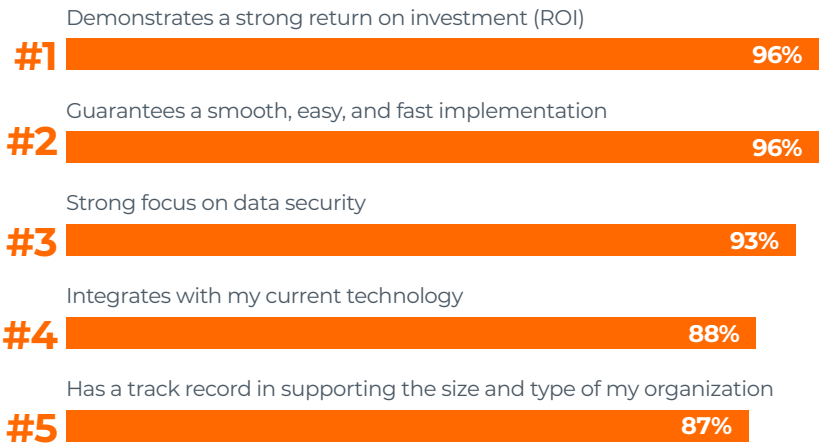 Demonstrates a strong return on investment (ROI)
#1 96%
Guarantees a smooth, easy, and fast implementation
#2 96%
Strong focus on data security
#3 93%
Integrates with my current technology
#4 88%
Has a track record in supporting the size and type of my organization
#5 87%